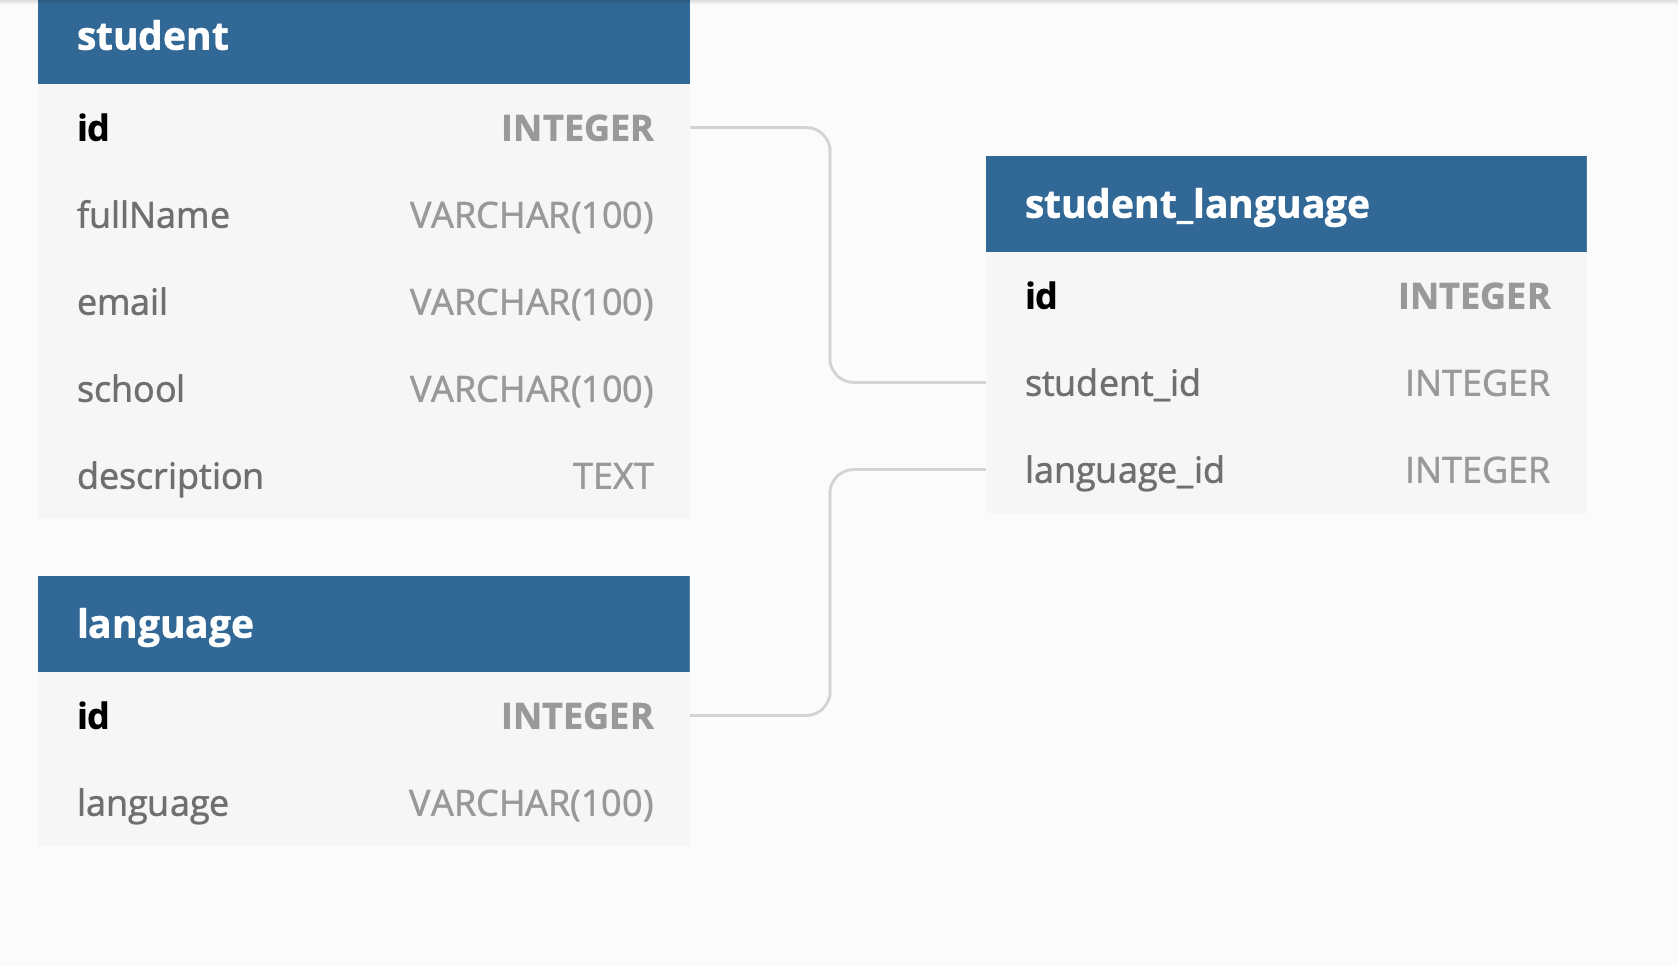 student
id INTEGER
fullName VARCHAR(100)
email VARCHAR(100)
school VARCHAR(100)
description TEXT
student_language
id INTEGER
student_id INTEGER
language_id INTEGER
language
id INTEGER
language VARCHAR(100)